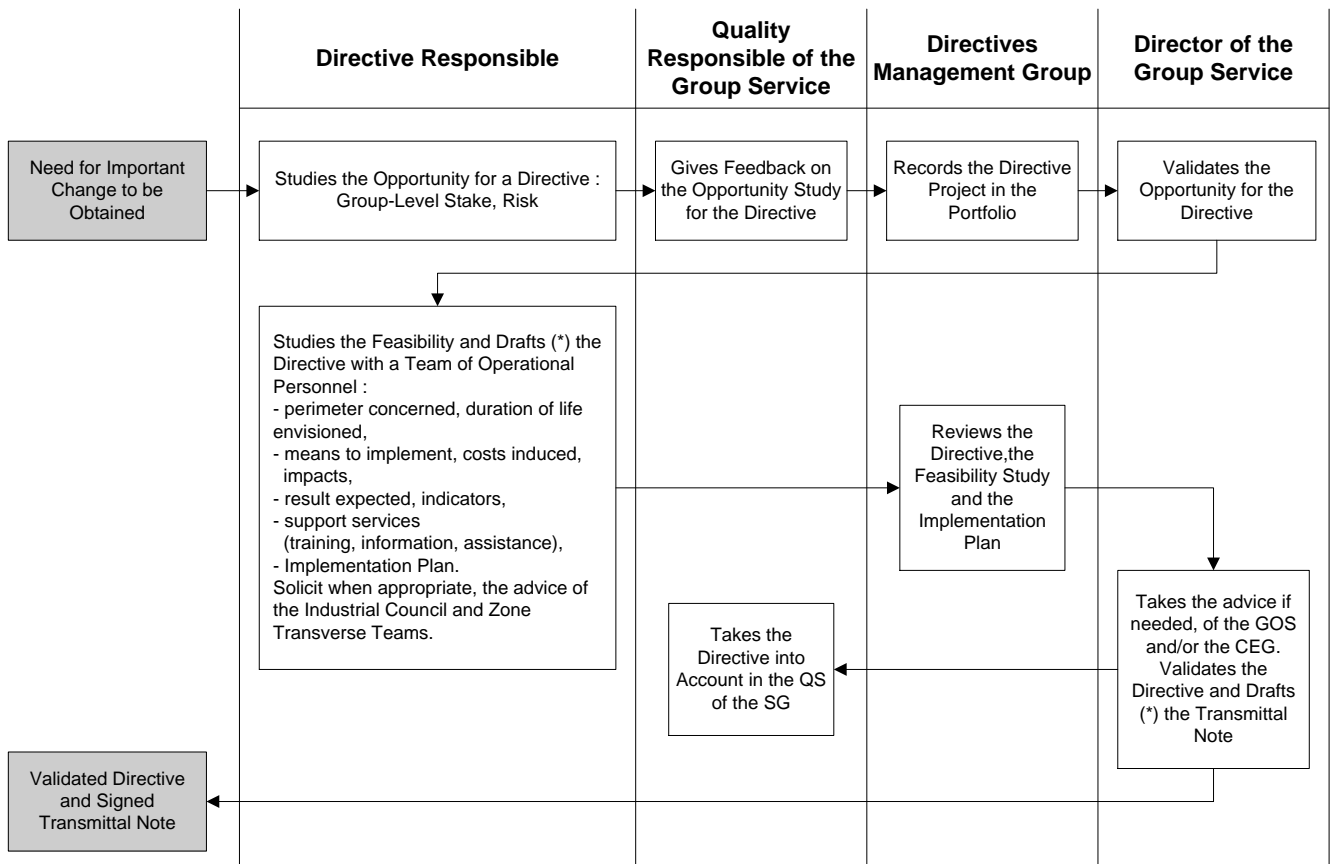 Directive Responsible
Quality
Responsible of the
Group Service
Directives
Management Group
Director of the
Group Service
Need for Important
Change to be
Obtained
Studies the Opportunity for a Directive :
Group-Level Stake, Risk
Gives Feedback on
the Opportunity Study
for the Directive
Records the Directive
Project in the
Portfolio
Validates the
Opportunity for the
Directive
Studies the Feasibility and Drafts (*) the
Directive with a Team of Operational
Personnel :
- perimeter concerned, duration of life
envisioned,
- means to implement, costs induced,
impacts,
- result expected, indicators,
- support services
(training, information, assistance),
- Implementation Plan.
Solicit when appropriate, the advice of
the Industrial Council and Zone
Transverse Teams.
Reviews the
Directive,the
Feasibility Study
and the
Implementation
Plan
Takes the advice if
needed, of the GOS
and/or the CEG.
Validates the
Directive and Drafts
(*) the Transmittal
Note
Takes the
Directive into
Account in the QS
of the SG
Validated Directive
and Signed
Transmittal Note